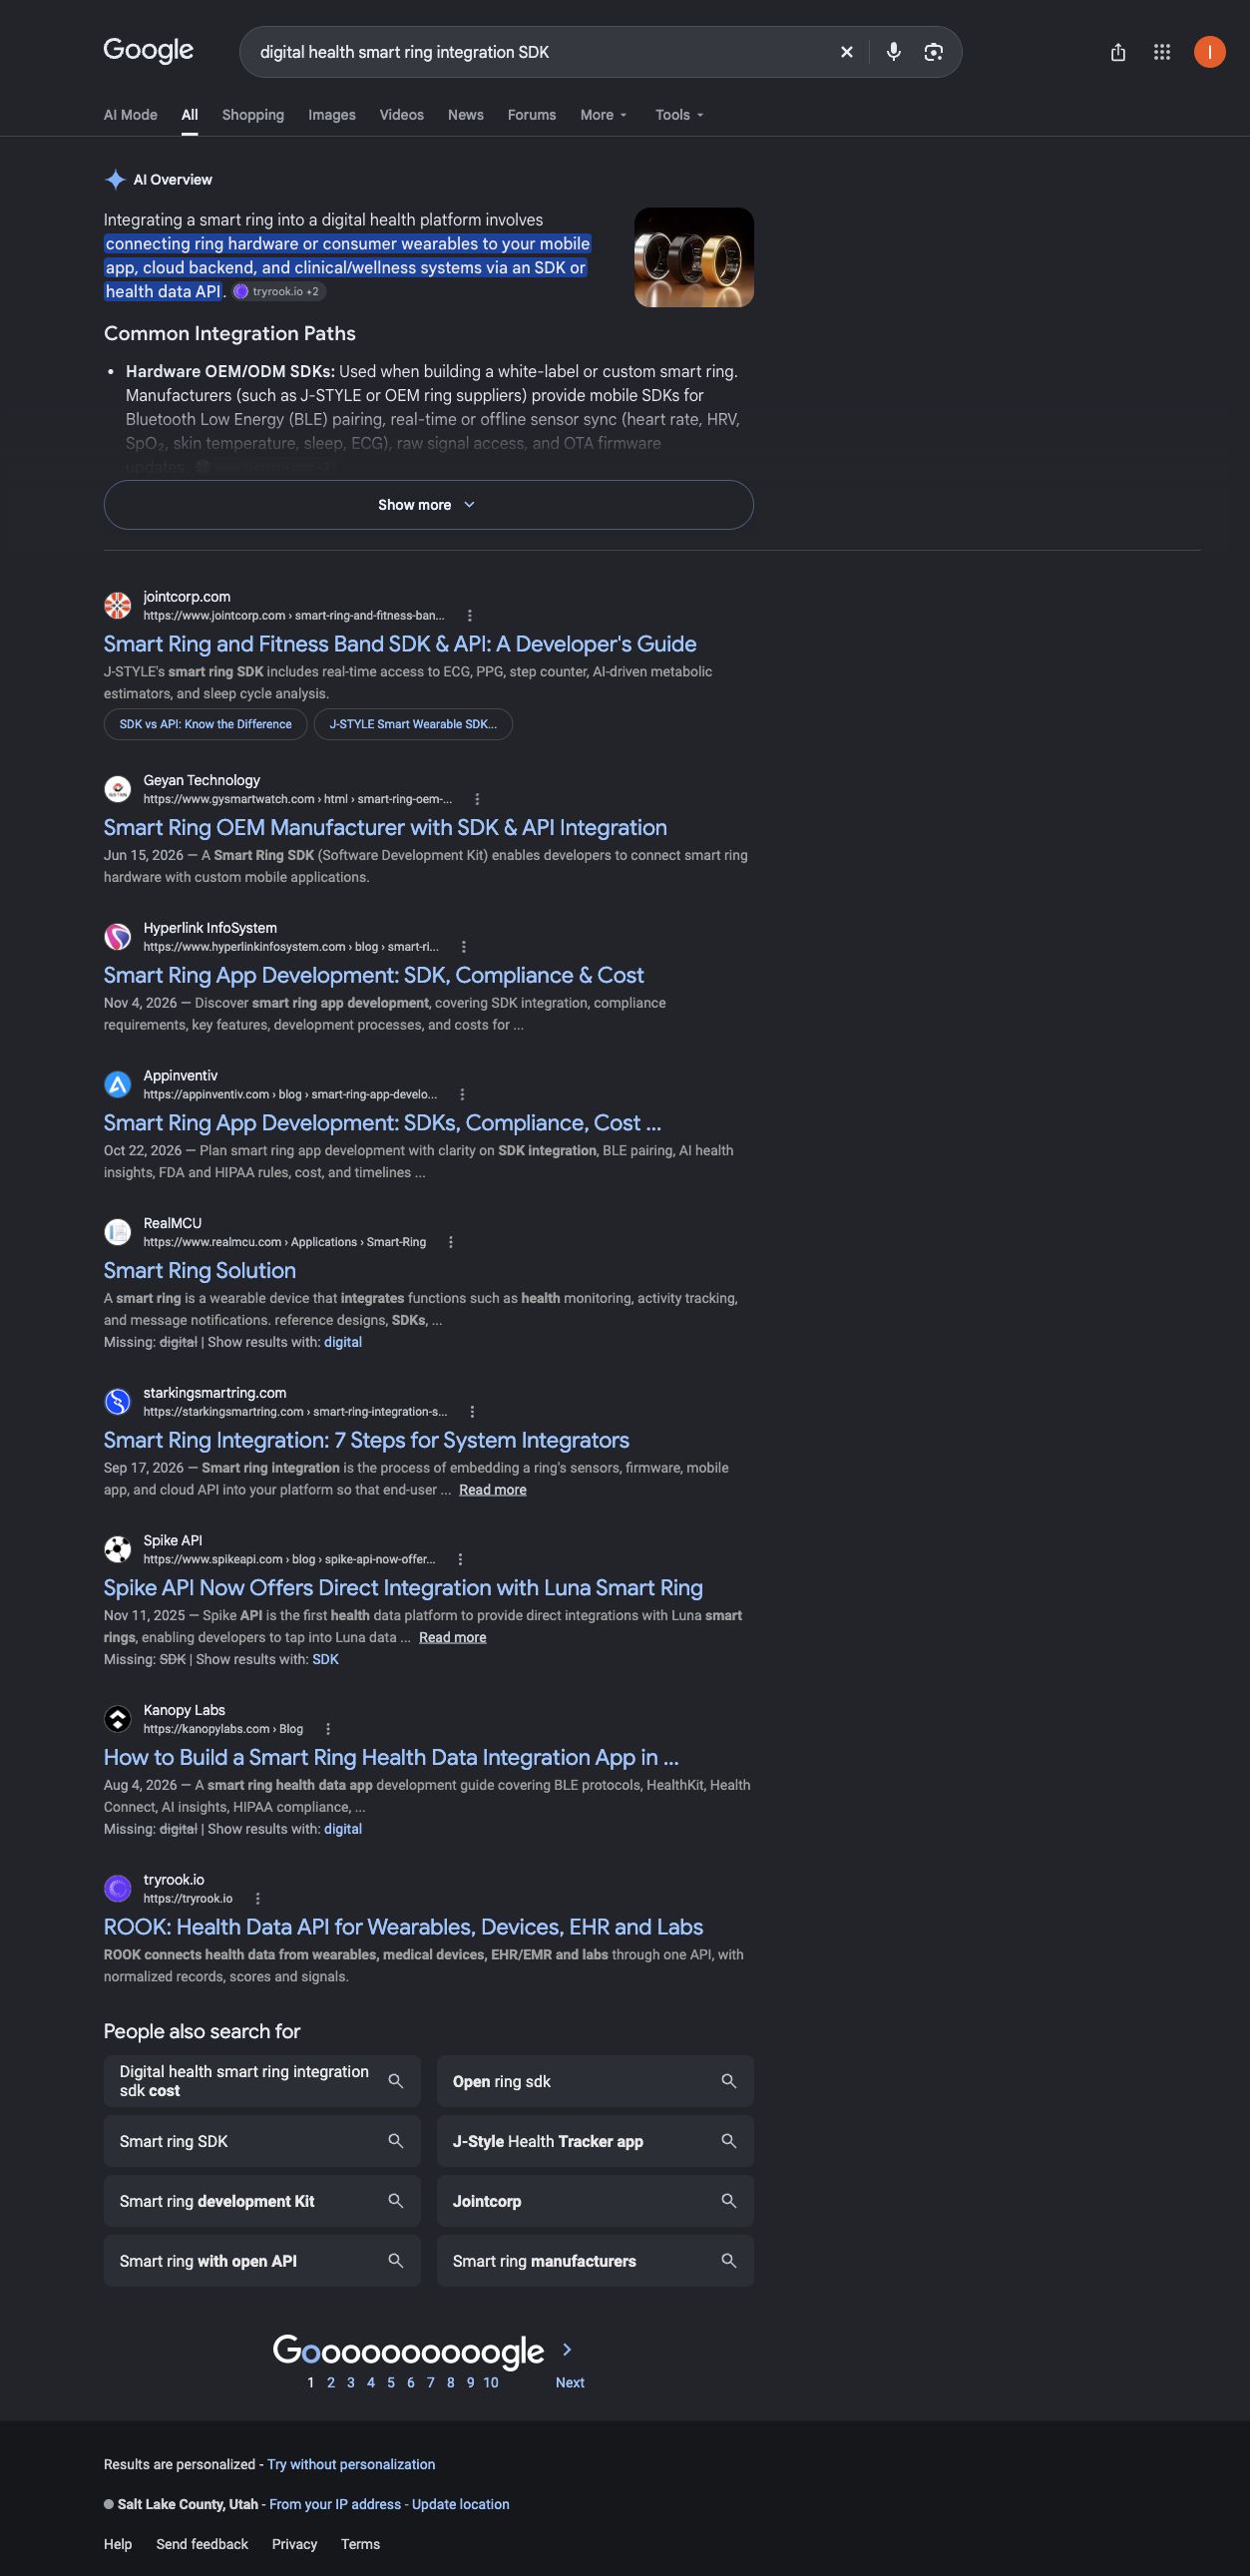 Google
digital health smart ring integration SDK
I
AI Mode
All
Shopping
Images
Videos
News
Forums
More
Tools
AI Overview
Integrating a smart ring into a digital health platform involves
connecting ring hardware or consumer wearables to your mobile
app, cloud backend, and clinical/wellness systems via an SDK or
health data API. tryrook.io +2
Common Integration Paths
• Hardware OEM/ODM SDKs: Used when building a white-label or custom smart ring.
Manufacturers (such as J-STYLE or OEM ring suppliers) provide mobile SDKs for
Bluetooth Low Energy (BLE) pairing, real-time or offline sensor sync (heart rate, HRV,
SpO₂, skin temperature, sleep, ECG), raw signal access, and OTA firmware
updates.
Show more
jointcorp.com
https://www.jointcorp.com › smart-ring-and-fitness-ban...
Smart Ring and Fitness Band SDK & API: A Developer's Guide
J-STYLE's smart ring SDK includes real-time access to ECG, PPG, step counter, AI-driven metabolic
estimators, and sleep cycle analysis.
SDK vs API: Know the Difference
J-STYLE Smart Wearable SDK...
Geyan Technology
https://www.gysmartwatch.com › html › smart-ring-oem-...
Smart Ring OEM Manufacturer with SDK & API Integration
Jun 15, 2026 — A Smart Ring SDK (Software Development Kit) enables developers to connect smart ring
hardware with custom mobile applications.
Hyperlink InfoSystem
https://www.hyperlinkinfosystem.com › blog › smart-ri...
Smart Ring App Development: SDK, Compliance & Cost
Nov 4, 2026 — Discover smart ring app development, covering SDK integration, compliance
requirements, key features, development processes, and costs for ...
Appinventiv
https://appinventiv.com › blog › smart-ring-app-develo...
Smart Ring App Development: SDKs, Compliance, Cost ...
Oct 22, 2026 — Plan smart ring app development with clarity on SDK integration, BLE pairing, AI health
insights, FDA and HIPAA rules, cost, and timelines ...
RealMCU
https://www.realmcu.com › Applications › Smart-Ring
Smart Ring Solution
A smart ring is a wearable device that integrates functions such as health monitoring, activity tracking,
and message notifications. reference designs, SDKs, ...
Missing: digital | Show results with: digital
starkingsmartring.com
https://starkingsmartring.com › smart-ring-integration-s...
Smart Ring Integration: 7 Steps for System Integrators
Sep 17, 2026 — Smart ring integration is the process of embedding a ring's sensors, firmware, mobile
app, and cloud API into your platform so that end-user ... Read more
Spike API
https://www.spikeapi.com › blog › spike-api-now-offer...
Spike API Now Offers Direct Integration with Luna Smart Ring
Nov 11, 2025 — Spike API is the first health data platform to provide direct integrations with Luna smart
rings, enabling developers to tap into Luna data ... Read more
Missing: SDK | Show results with: SDK
Kanopy Labs
https://kanopylabs.com › Blog
How to Build a Smart Ring Health Data Integration App in ...
Aug 4, 2026 — A smart ring health data app development guide covering BLE protocols, HealthKit, Health
Connect, AI insights, HIPAA compliance, ...
Missing: digital | Show results with: digital
tryrook.io
https://tryrook.io
ROOK: Health Data API for Wearables, Devices, EHR and Labs
ROOK connects health data from wearables, medical devices, EHR/EMR and labs through one API, with
normalized records, scores and signals.
People also search for
Digital health smart ring integration
sdk cost
Open ring sdk
Smart ring SDK
J-Style Health Tracker app
Smart ring development Kit
Jointcorp
Smart ring with open API
Smart ring manufacturers
Goooooooooogle
1 2 3 4 5 6 7 8 9 10 Next
Results are personalized - Try without personalization
Salt Lake County, Utah - From your IP address - Update location
Help Send feedback Privacy Terms